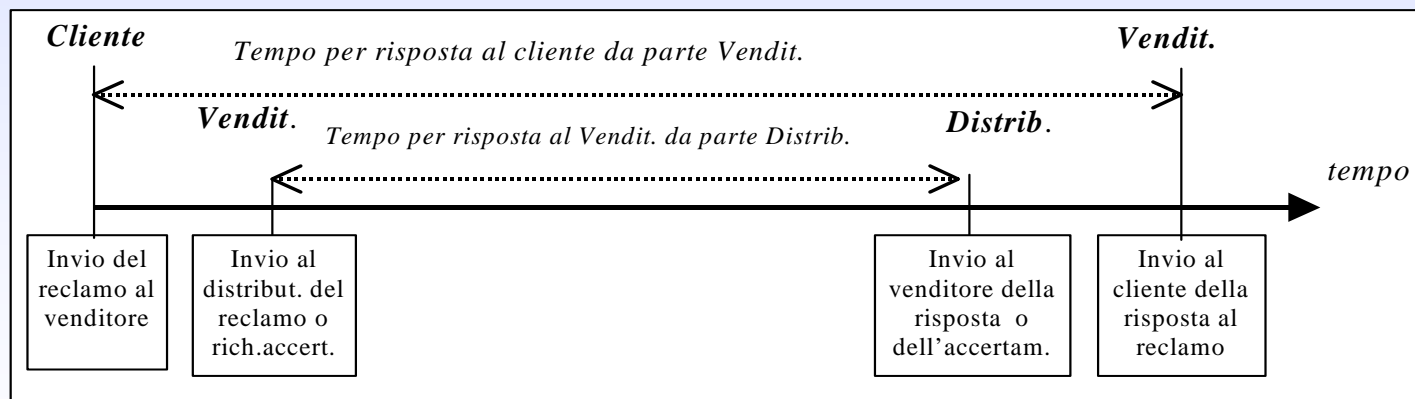 Cliente
Vendit.
Tempo per risposta al cliente da parte Vendit.
Vendit.
Distrib.
Tempo per risposta al Vendit. da parte Distrib.
tempo
Invio del
reclamo al
venditore
Invio al
distribut. del
reclamo o
rich.accert.
Invio al
venditore della
risposta o
dell'accertam.
Invio al
cliente della
risposta al
reclamo